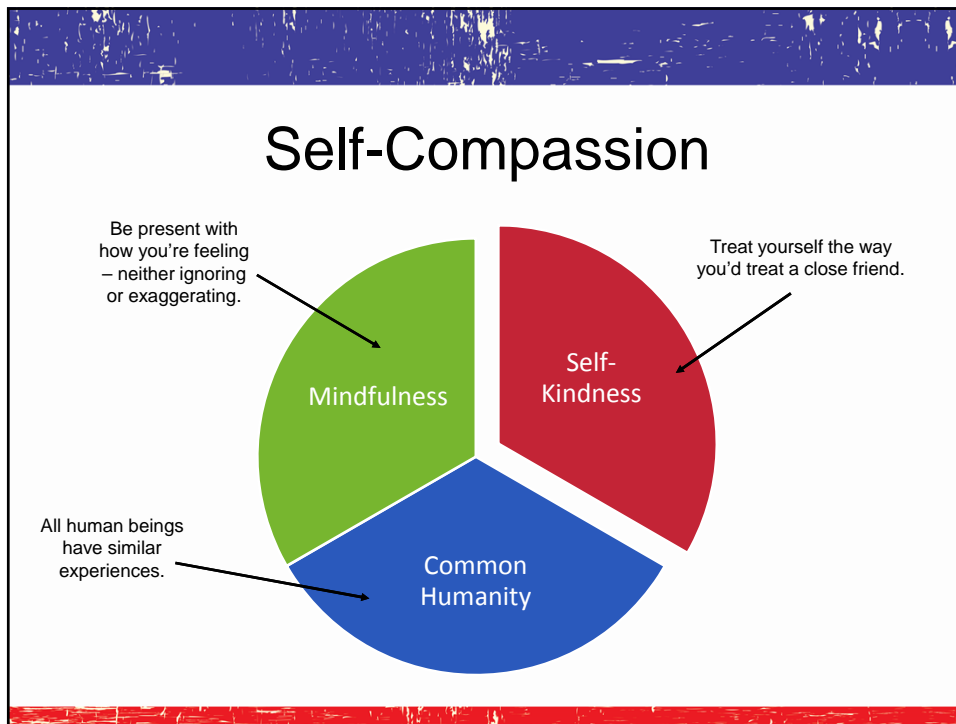 Self-Compassion
Be present with
how you're feeling
– neither ignoring
or exaggerating.
Treat yourself the way
you'd treat a close friend.
Mindfulness
Self-
Kindness
All human beings
have similar
experiences.
Common
Humanity